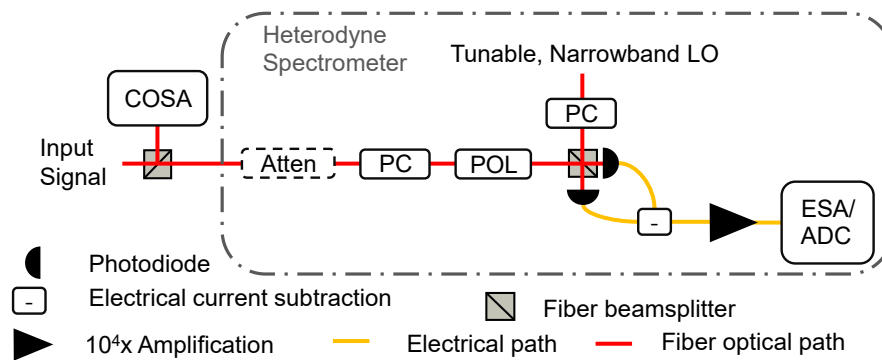 Heterodyne
Spectrometer
Tunable, Narrowband LO
COSA
PC
Input
Signal
Atten
PC
POL
-
ESA/
ADC
Photodiode
-
Electrical current subtraction
Fiber beamsplitter
10⁴x Amplification
Electrical path
Fiber optical path